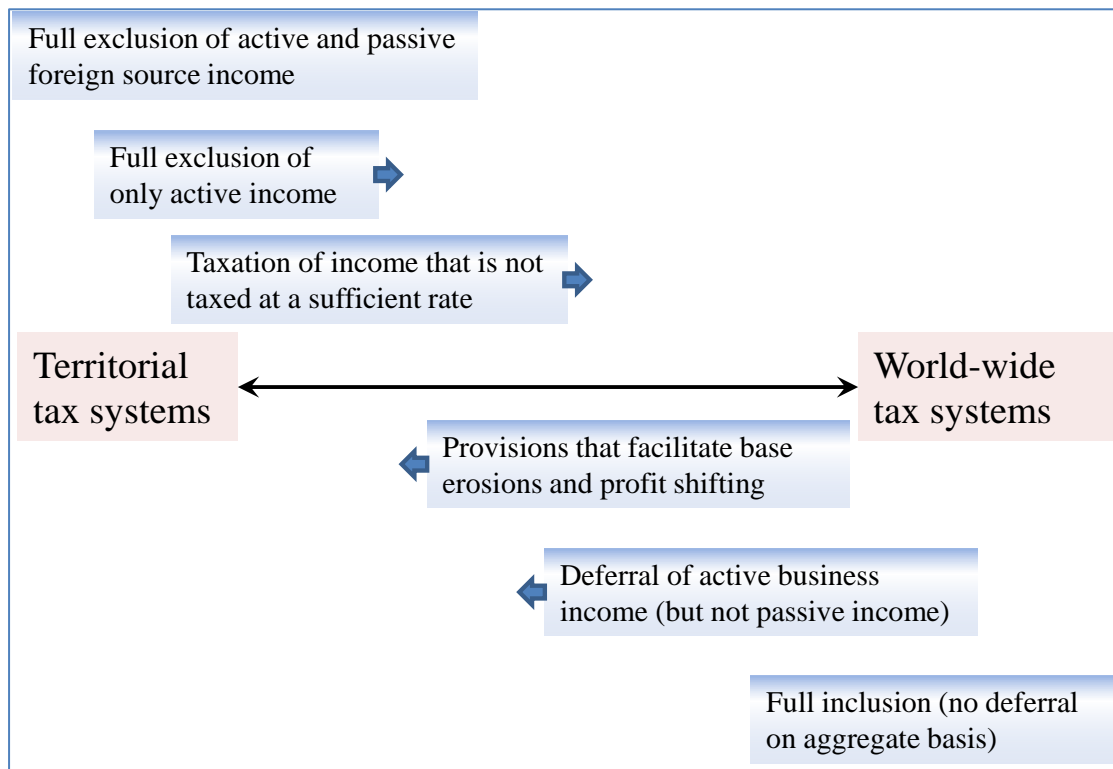 Full exclusion of active and passive
foreign source income
Full exclusion of
only active income
Taxation of income that is not
taxed at a sufficient rate
Territorial
tax systems
World-wide
tax systems
Provisions that facilitate base
erosions and profit shifting
Deferral of active business
income (but not passive income)
Full inclusion (no deferral
on aggregate basis)